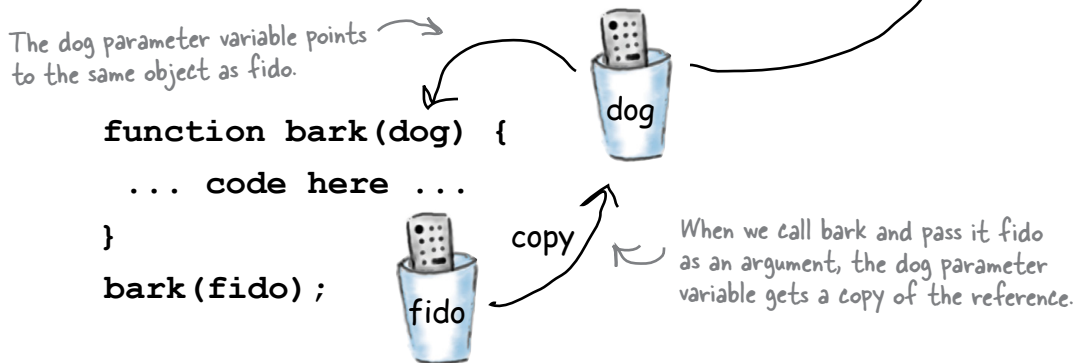 The dog parameter variable points
to the same object as fido.
dog
function bark(dog) {
... code here ...
}
bark(fido);
fido
copy
When we call bark and pass it fido
as an argument, the dog parameter
variable gets a copy of the reference.